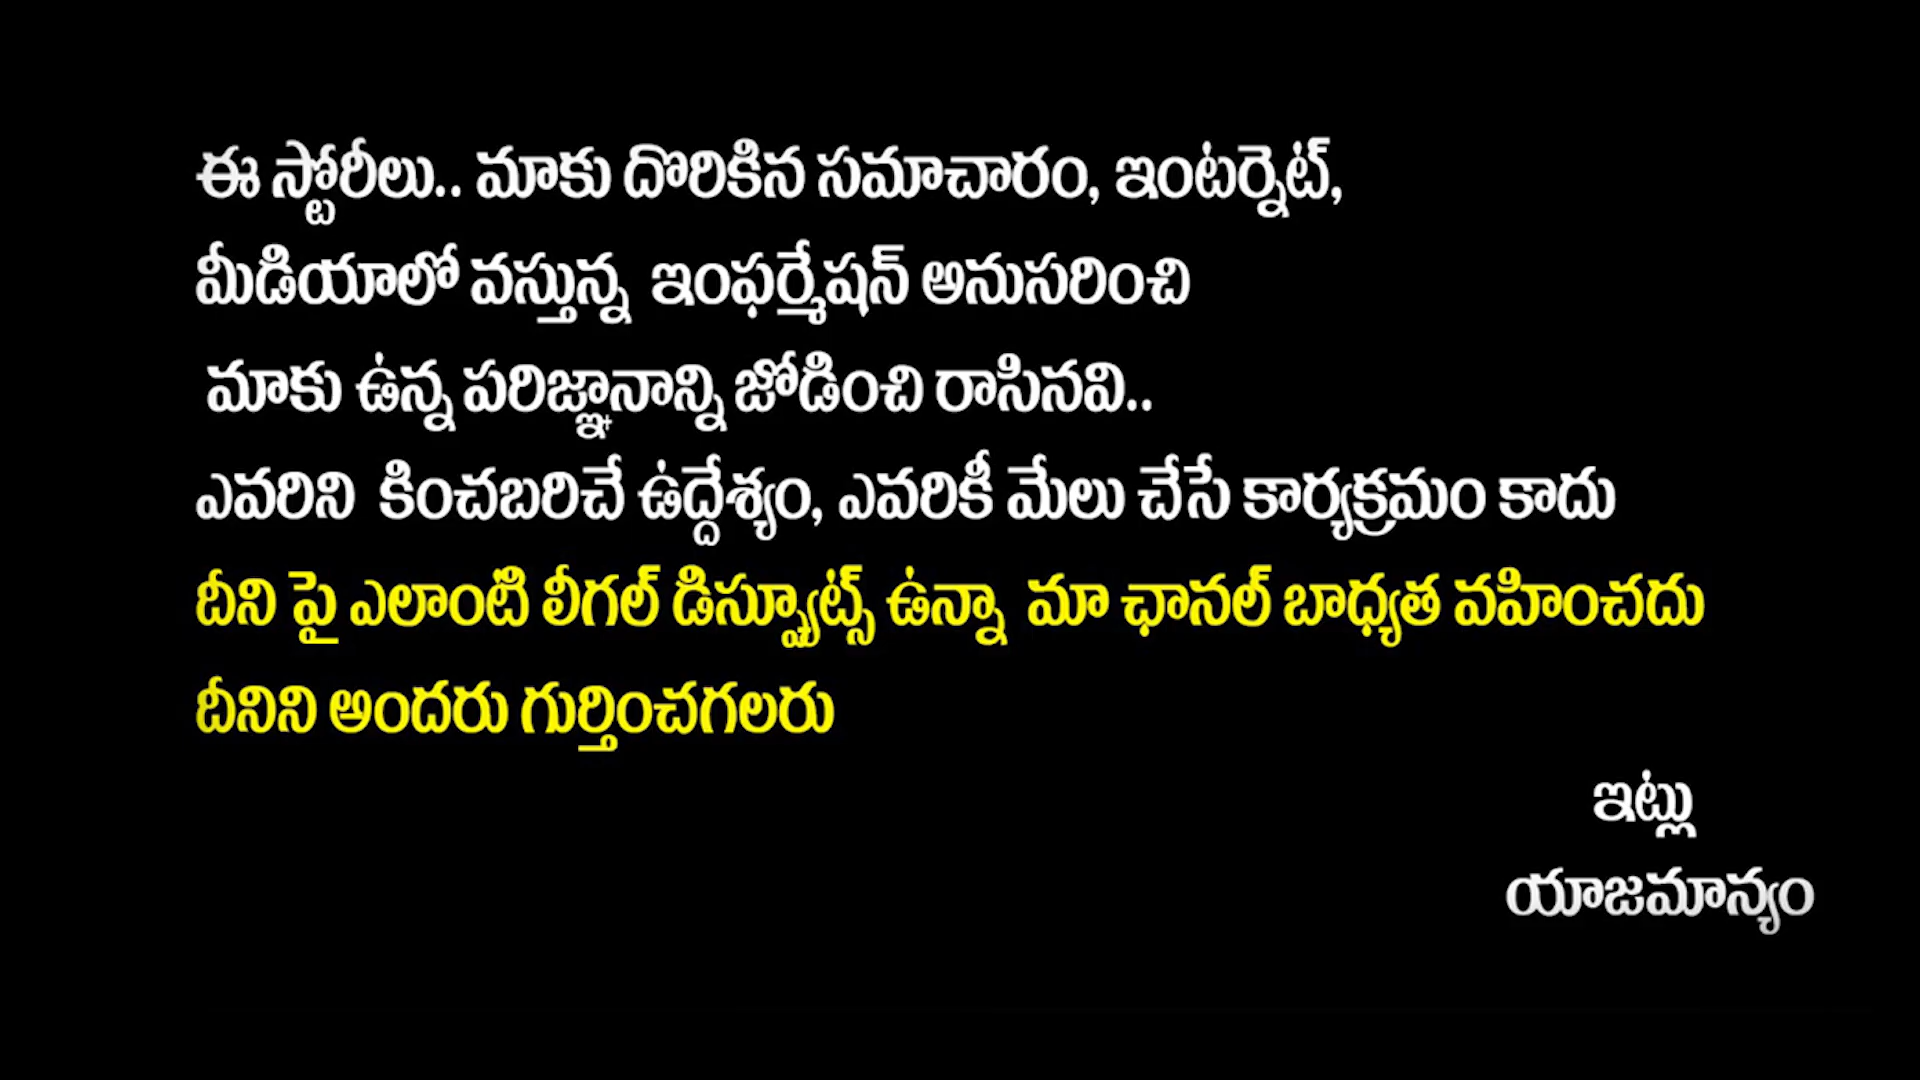 ఈ స్టోరీలు.. మాకు దొరికిన సమాచారం, ఇంటర్నెట్,
మీడియాలో వస్తున్న ఇంఫర్మేషన్ అనుసరించి
మాకు ఉన్న పరిజ్ఞానాన్ని జోడించి రాసినవి..
ఎవరిని కించబరిచే ఉద్దేశ్యం, ఎవరికీ మేలు చేసే కార్యక్రమం కాదు
దీని పై ఎలాంటి లీగల్ డిస్ప్యూట్స్ ఉన్నా మా ఛానల్ బాధ్యత వహించదు
దీనిని అందరు గుర్తించగలరు
ఇట్లు
యాజమాన్యం